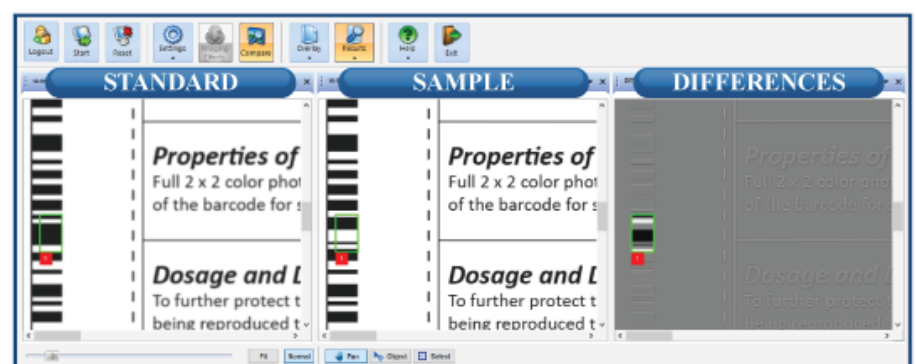 Logout Start Reset Settings Compare Overlay Results Help Exit
STANDARD SAMPLE DIFFERENCES
Properties of
Full 2 x 2 color phot
of the barcode for s
Dosage and D
To further protect t
being reproduced t
Properties of
Full 2 x 2 color phot
of the barcode for s
Dosage and D
To further protect t
being reproduced t
Properties of
Full 2 x 2 color pho
of the barcode for
Dosage and
To further protect
being reproduced
Fit Normal Pan Object Select